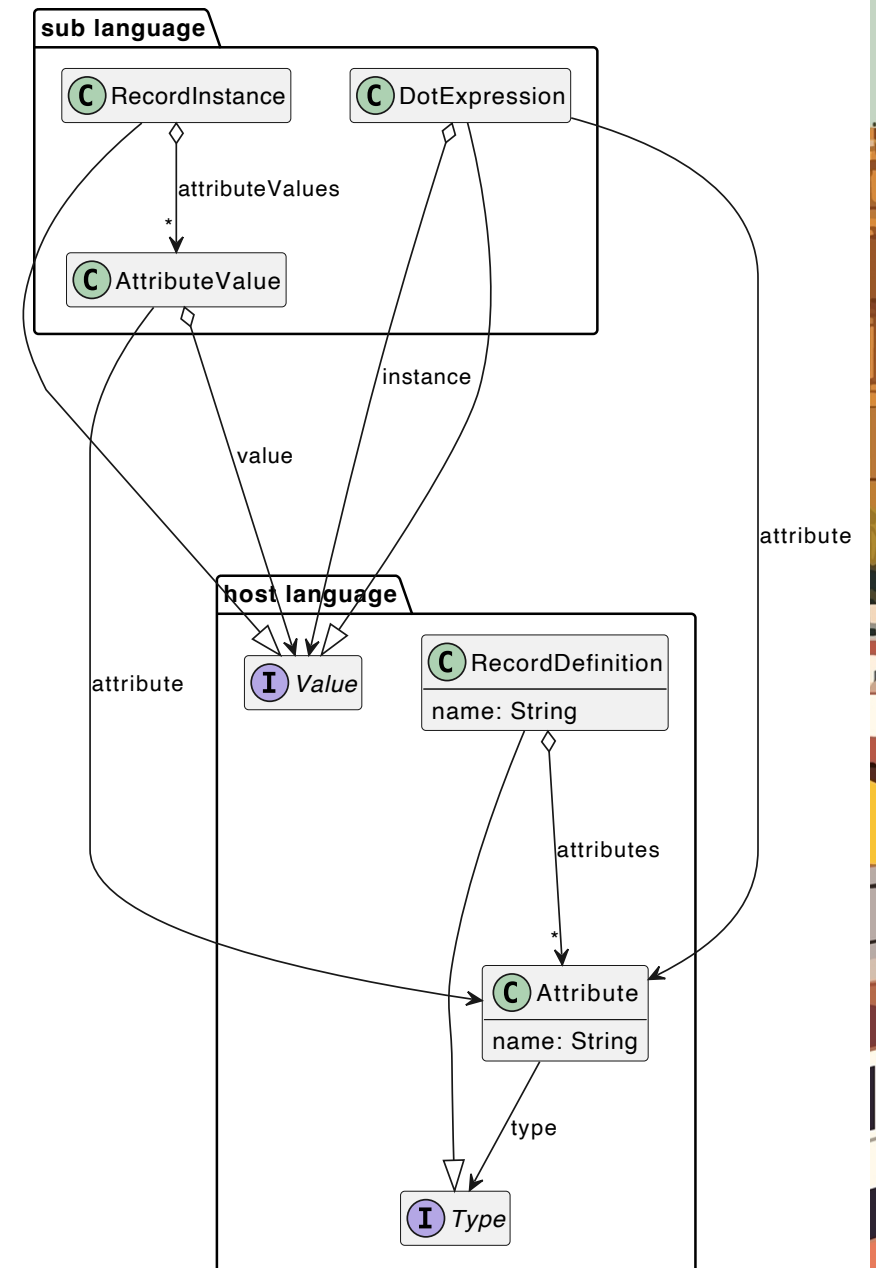 sub language
C RecordInstance
C DotExpression
attributeValues
*
C AttributeValue
instance
value
attribute
host language
C RecordDefinition
name: String
I Value
attribute
attributes
*
C Attribute
name: String
type
I Type